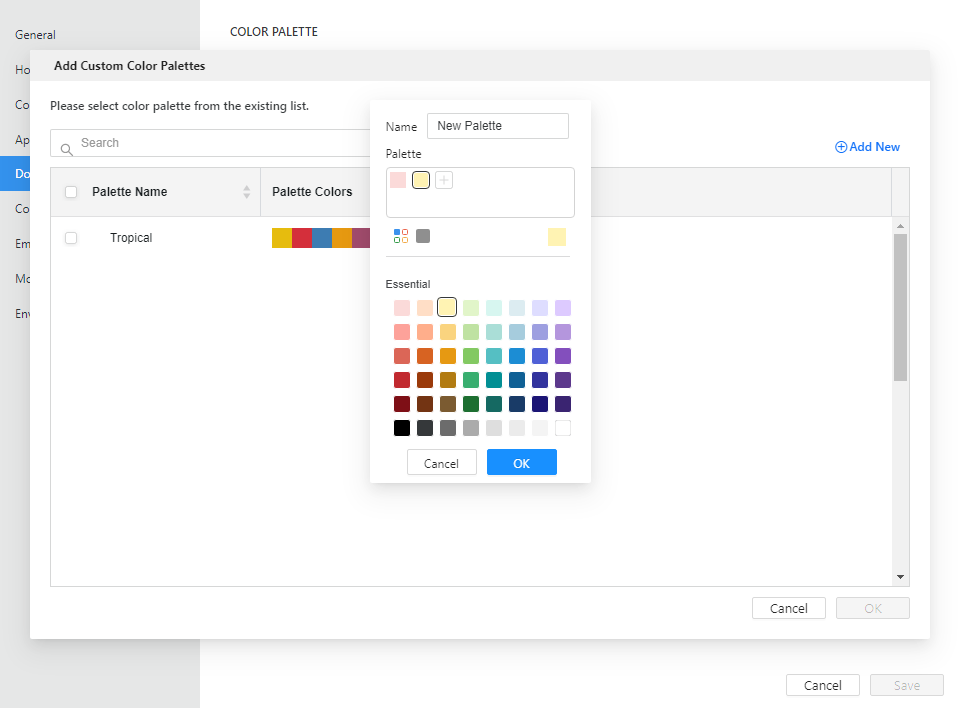 General
COLOR PALETTE
Ho
Add Custom Color Palettes
Co
Please select color palette from the existing list.
Name New Palette
Ap
Search
Add New
Palette
Do
Palette Name
Palette Colors
Co
Em
Tropical
Mo
Essential
Env
Cancel
OK
Cancel
OK
Cancel
Save